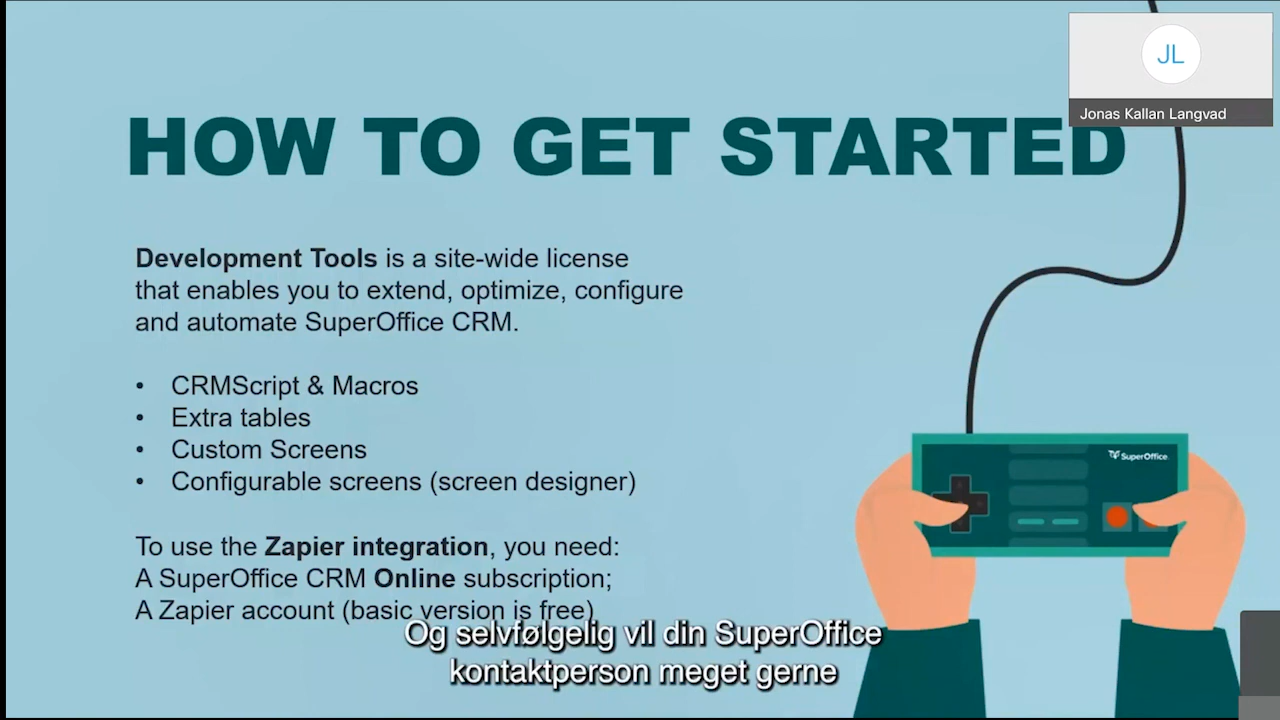 JL
Jonas Kallan Langvad
HOW TO GET STARTED
Development Tools is a site-wide license
that enables you to extend, optimize, configure
and automate SuperOffice CRM.
• CRMScript & Macros
• Extra tables
• Custom Screens
• Configurable screens (screen designer)
SuperOffice
To use the Zapier integration, you need:
A SuperOffice CRM Online subscription;
A Zapier account (basic version is free)
Og selvfølgelig vil din SuperOffice
kontaktperson meget gerne